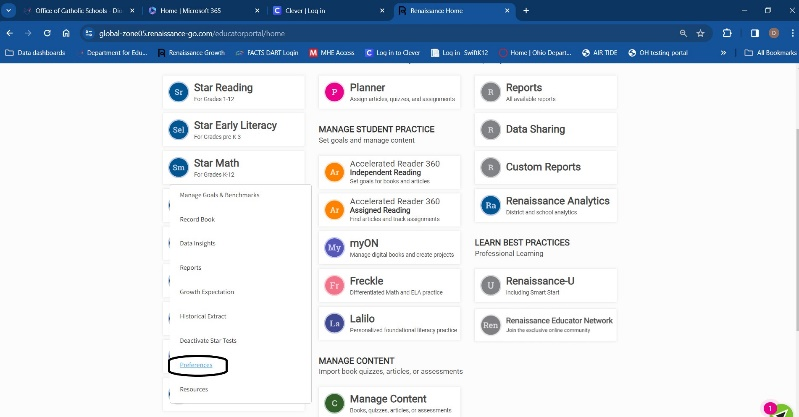 Office of Catholic Schools - Dio
Home | Microsoft 365
Clever | Log in
Renaissance Home
global-zone05.renaissance-go.com/educatorportal/home
Data dashboards
Department for Edu...
Renaissance Growth
FACTS DART Login
MHE Access
Log in to Clever
Log in · SwiftK12
Home | Ohio Depart...
AIR TIDE
OH testing portal
All Bookmarks
Sr
Star Reading
For Grades 1-12
Sel
Star Early Literacy
For Grades pre K-3
Sm
Star Math
For Grades K-12
Manage Goals & Benchmarks
Record Book
Data Insights
Reports
Growth Expectation
Historical Extract
Deactivate Star Tests
Preferences
Resources
P
Planner
Assign articles, quizzes, and assignments
MANAGE STUDENT PRACTICE
Set goals and manage content
Ar
Accelerated Reader 360
Independent Reading
Set goals for books and articles
Ar
Accelerated Reader 360
Assigned Reading
Find articles and track assignments
My
myON
Manage digital books and create projects
Fr
Freckle
Differentiated Math and ELA practice
La
Lalilo
Personalized foundational literacy practice
MANAGE CONTENT
Import book quizzes, articles, or assessments
C
Manage Content
Books, quizzes, articles, or assessments
R
Reports
All available reports
R
Data Sharing
R
Custom Reports
Ra
Renaissance Analytics
District and school analytics
LEARN BEST PRACTICES
Professional Learning
U
Renaissance-U
Including Smart Start
Ren
Renaissance Educator Network
Join the exclusive online community
1